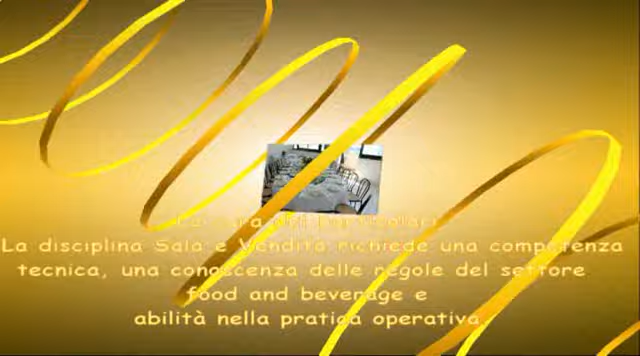 La disciplina Sala e Vendita richiede una competenza
tecnica, una conoscenza delle regole del settore
food and beverage e
abilità nella pratica operativa.